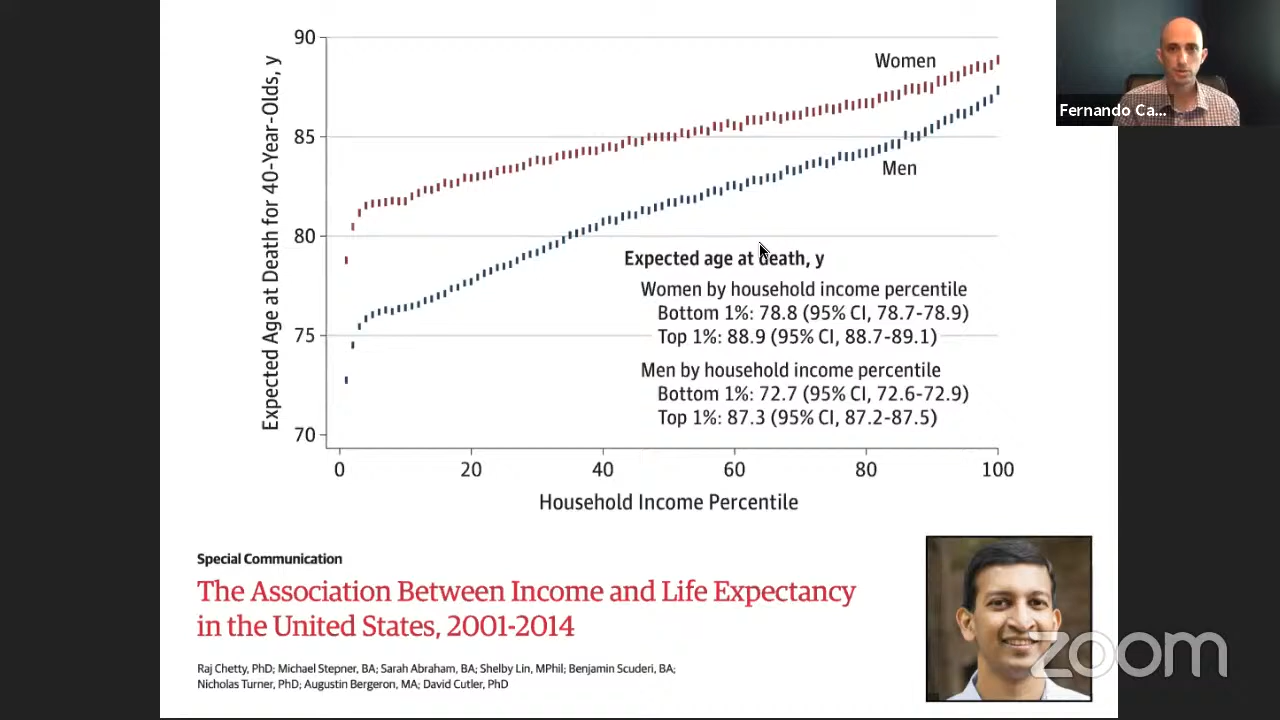 90
85
80
75
70
Expected Age at Death for 40-Year-Olds, y
Women
Men
Expected age at death, y
Women by household income percentile
Bottom 1%: 78.8 (95% CI, 78.7-78.9)
Top 1%: 88.9 (95% CI, 88.7-89.1)
Men by household income percentile
Bottom 1%: 72.7 (95% CI, 72.6-72.9)
Top 1%: 87.3 (95% CI, 87.2-87.5)
0 20 40 60 80 100
Household Income Percentile
Fernando Ca...
Special Communication
The Association Between Income and Life Expectancy
in the United States, 2001-2014
Raj Chetty, PhD; Michael Stepner, BA; Sarah Abraham, BA; Shelby Lin, MPhil; Benjamin Scuderi, BA;
Nicholas Turner, PhD; Augustin Bergeron, MA; David Cutler, PhD
zoom